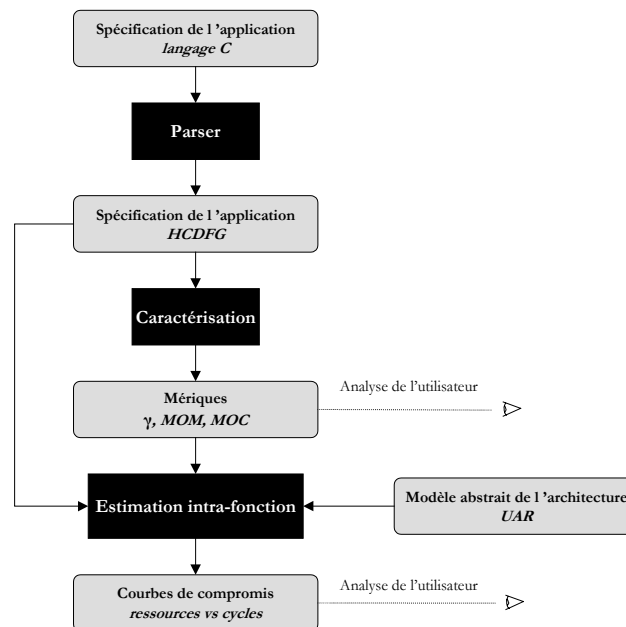 Spécification de l ’application
langage C
Parser
Spécification de l ’application
HCDFG
Caractérisation
Mériques
γ, MOM, MOC
Analyse de l’utilisateur
Estimation intra-fonction
Modèle abstrait de l ’architecture
UAR
Courbes de compromis
ressources vs cycles
Analyse de l’utilisateur